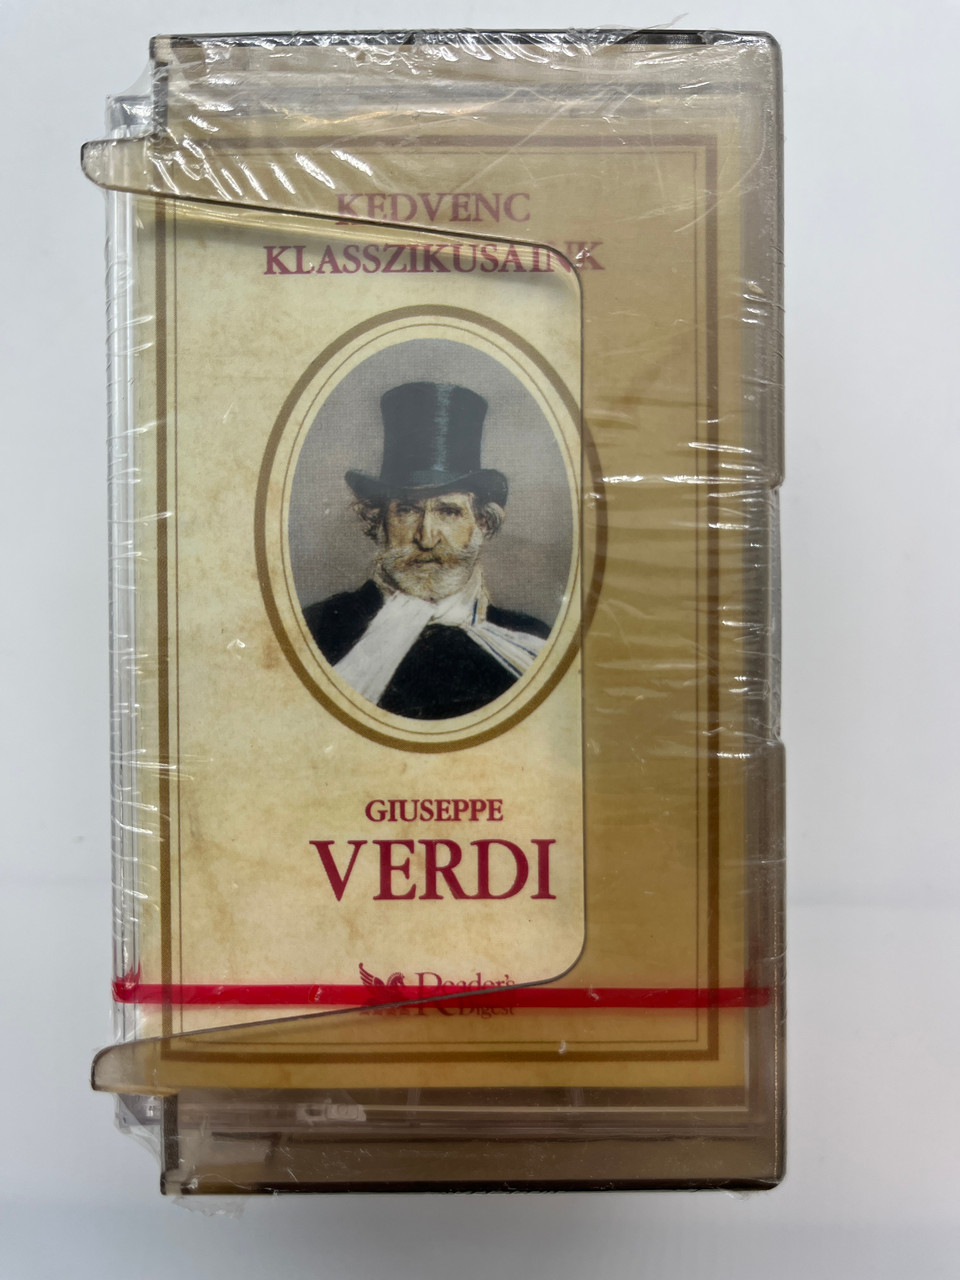 KEDVENC
KLASSZIKUSAINK
GIUSEPPE
VERDI
Reader's
Digest